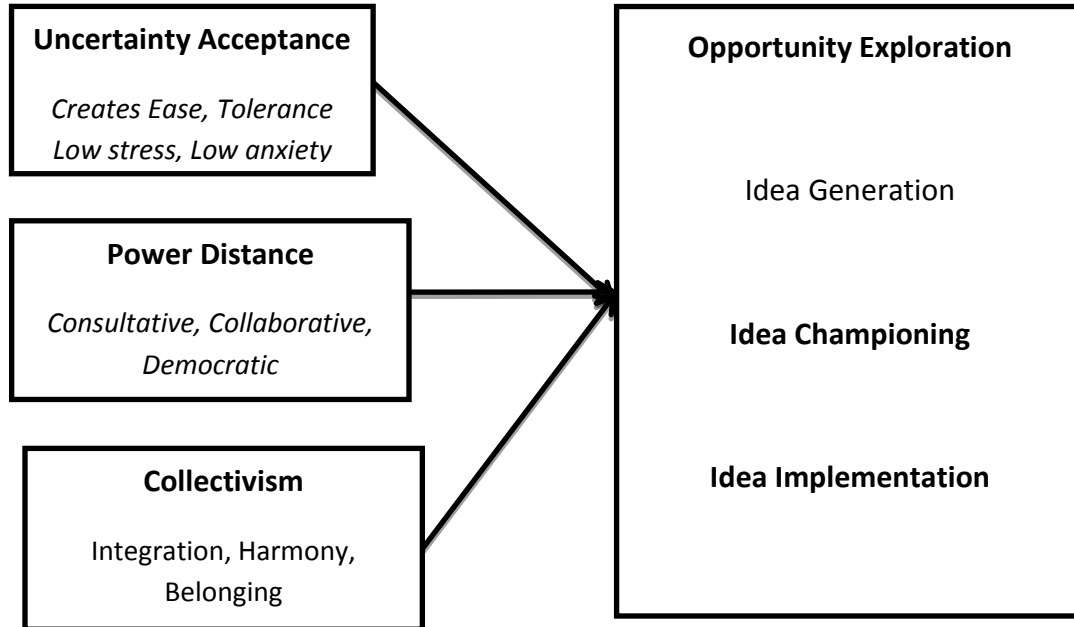 Uncertainty Acceptance
Creates Ease, Tolerance
Low stress, Low anxiety
Power Distance
Consultative, Collaborative,
Democratic
Collectivism
Integration, Harmony,
Belonging
Opportunity Exploration
Idea Generation
Idea Championing
Idea Implementation